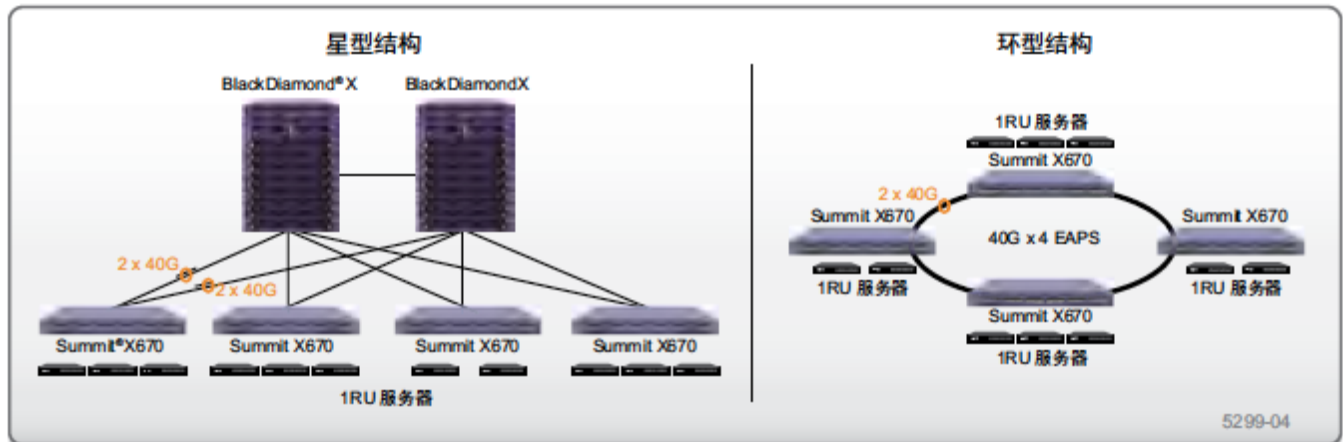 星型结构
BlackDiamond®X
BlackDiamondX
2 x 40G
2 x 40G
Summit®X670
Summit X670
Summit X670
Summit X670
1RU 服务器
环型结构
1RU 服务器
Summit X670
2 x 40G
Summit X670
40G x 4 EAPS
Summit X670
1RU 服务器
1RU 服务器
Summit X670
1RU 服务器
5299-04